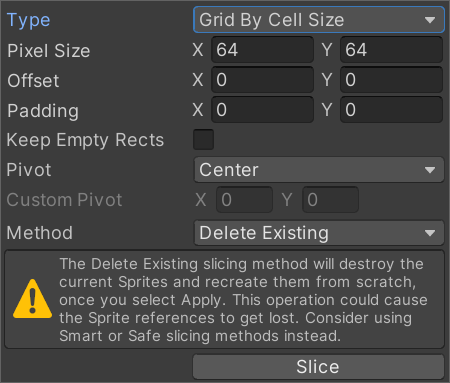 Type Grid By Cell Size
Pixel Size X 64 Y 64
Offset X 0 Y 0
Padding X 0 Y 0
Keep Empty Rects
Pivot Center
Custom Pivot X 0 Y 0
Method Delete Existing
The Delete Existing slicing method will destroy the
current Sprites and recreate them from scratch,
once you select Apply. This operation could cause
the Sprite references to get lost. Consider using
Smart or Safe slicing methods instead.
Slice